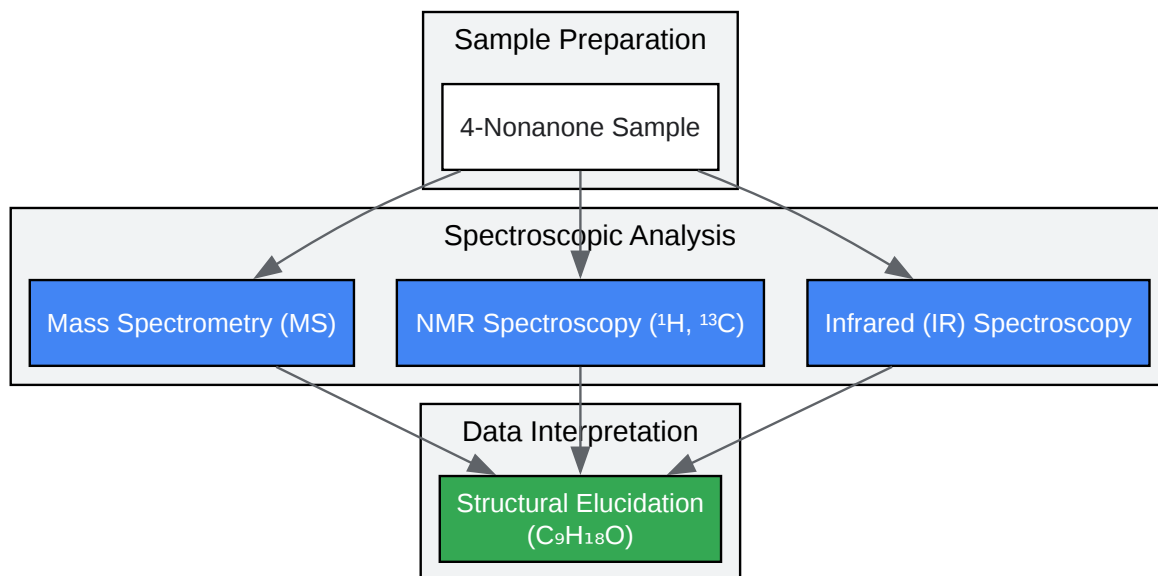 Sample Preparation
4-Nonanone Sample
Spectroscopic Analysis
Mass Spectrometry (MS)
NMR Spectroscopy (¹H, ¹³C)
Infrared (IR) Spectroscopy
Data Interpretation
Structural Elucidation
(C₉H₁₈O)